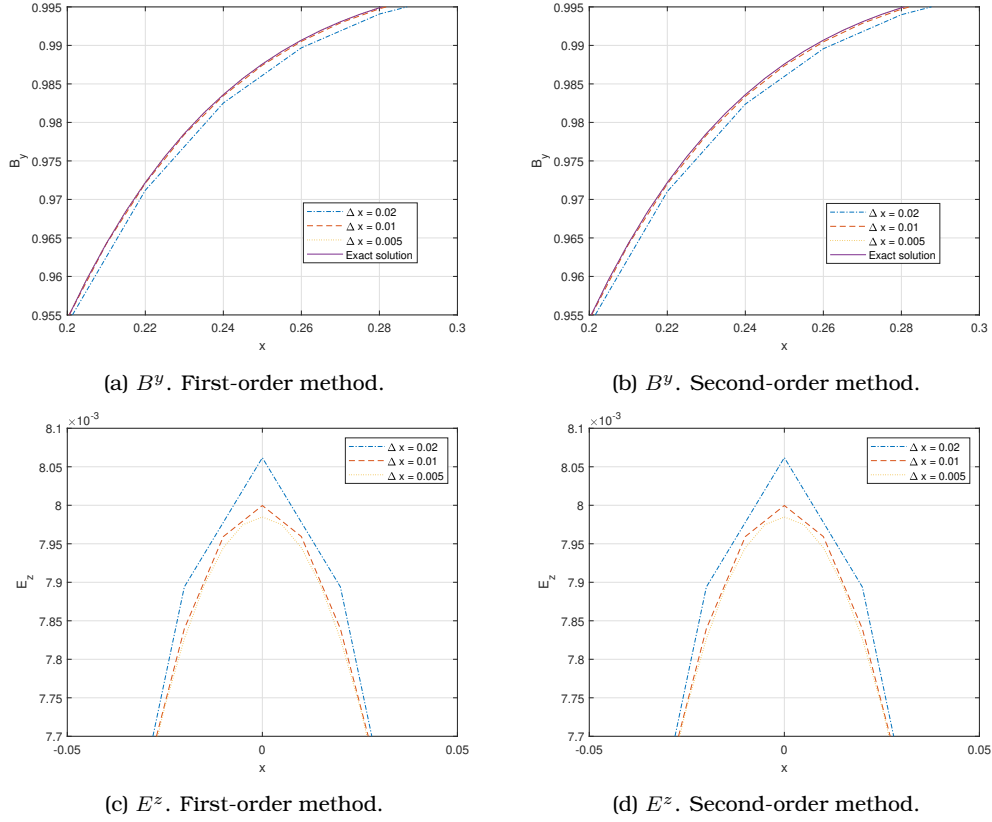 0.995
0.99
0.985
0.98
0.975
0.97
0.965
0.96
0.955
B_y
0.2
0.22
0.24
0.26
0.28
0.3
x
Δ x = 0.02
Δ x = 0.01
Δ x = 0.005
Exact solution
(a) B^y. First-order method.
0.995
0.99
0.985
0.98
0.975
0.97
0.965
0.96
0.955
B_y
0.2
0.22
0.24
0.26
0.28
0.3
x
Δ x = 0.02
Δ x = 0.01
Δ x = 0.005
Exact solution
(b) B^y. Second-order method.
×10^-3
8.1
8.05
8
7.95
7.9
7.85
7.8
7.75
7.7
E_z
-0.05
0
0.05
x
Δ x = 0.02
Δ x = 0.01
Δ x = 0.005
(c) E^z. First-order method.
×10^-3
8.1
8.05
8
7.95
7.9
7.85
7.8
7.75
7.7
E_z
-0.05
0
0.05
x
Δ x = 0.02
Δ x = 0.01
Δ x = 0.005
(d) E^z. Second-order method.